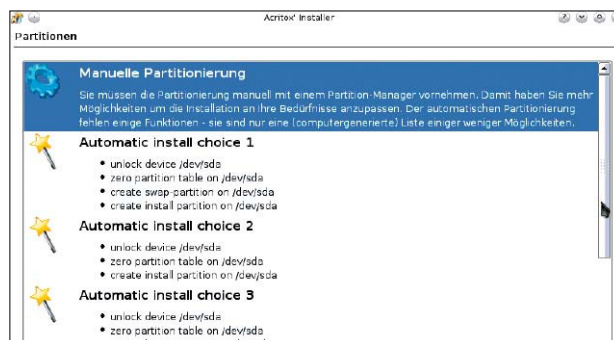 Acritox' Installer
Partitionen
Manuelle Partitionierung
Sie müssen die Partitionierung manuell mit einem Partition-Manager vornehmen. Damit haben Sie mehr
Möglichkeiten um die Installation an Ihre Bedürfnisse anzupassen. Der automatischen Partitionierung
fehlen einige Funktionen - sie sind nur eine (computergenerierte) Liste einiger weniger Möglichkeiten.
Automatic install choice 1
• unlock device /dev/sda
• zero partition table on /dev/sda
• create swap-partition on /dev/sda
• create install partition on /dev/sda
Automatic install choice 2
• unlock device /dev/sda
• zero partition table on /dev/sda
• create install partition on /dev/sda
Automatic install choice 3
• unlock device /dev/sda
• zero partition table on /dev/sda